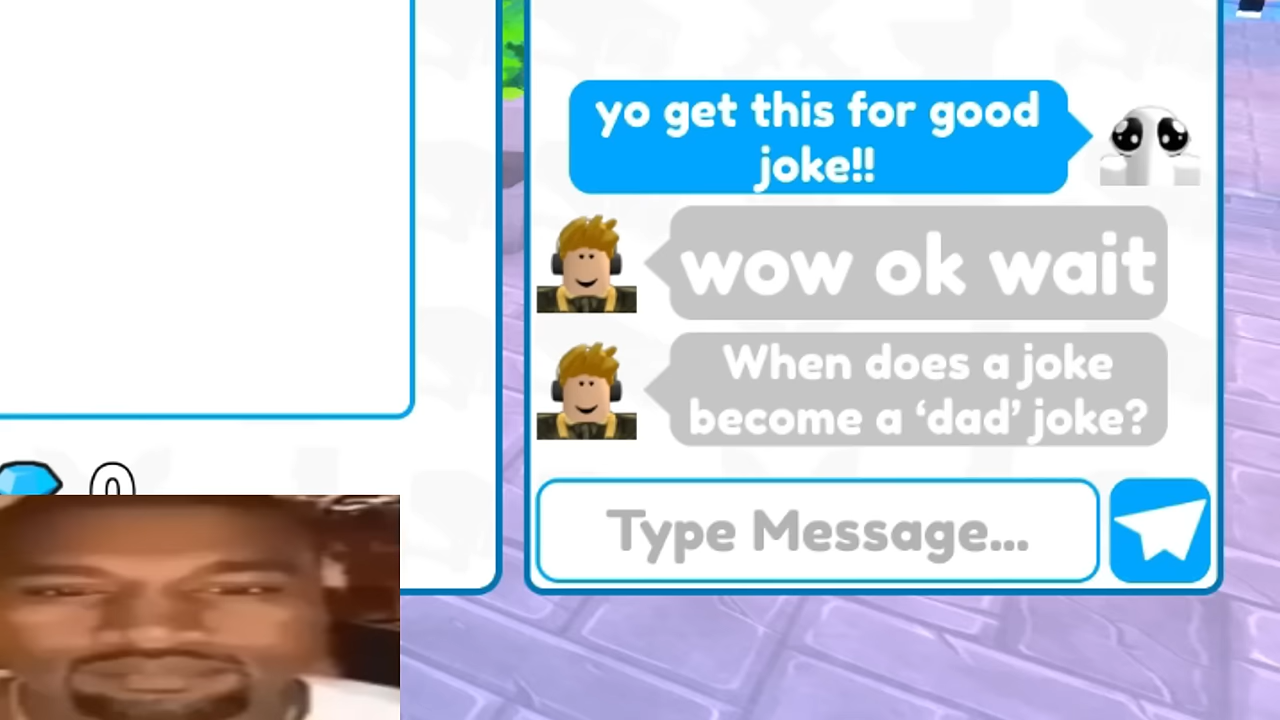 yo get this for good
joke!!
wow ok wait
When does a joke
become a ‘dad’ joke?
0
Type Message...